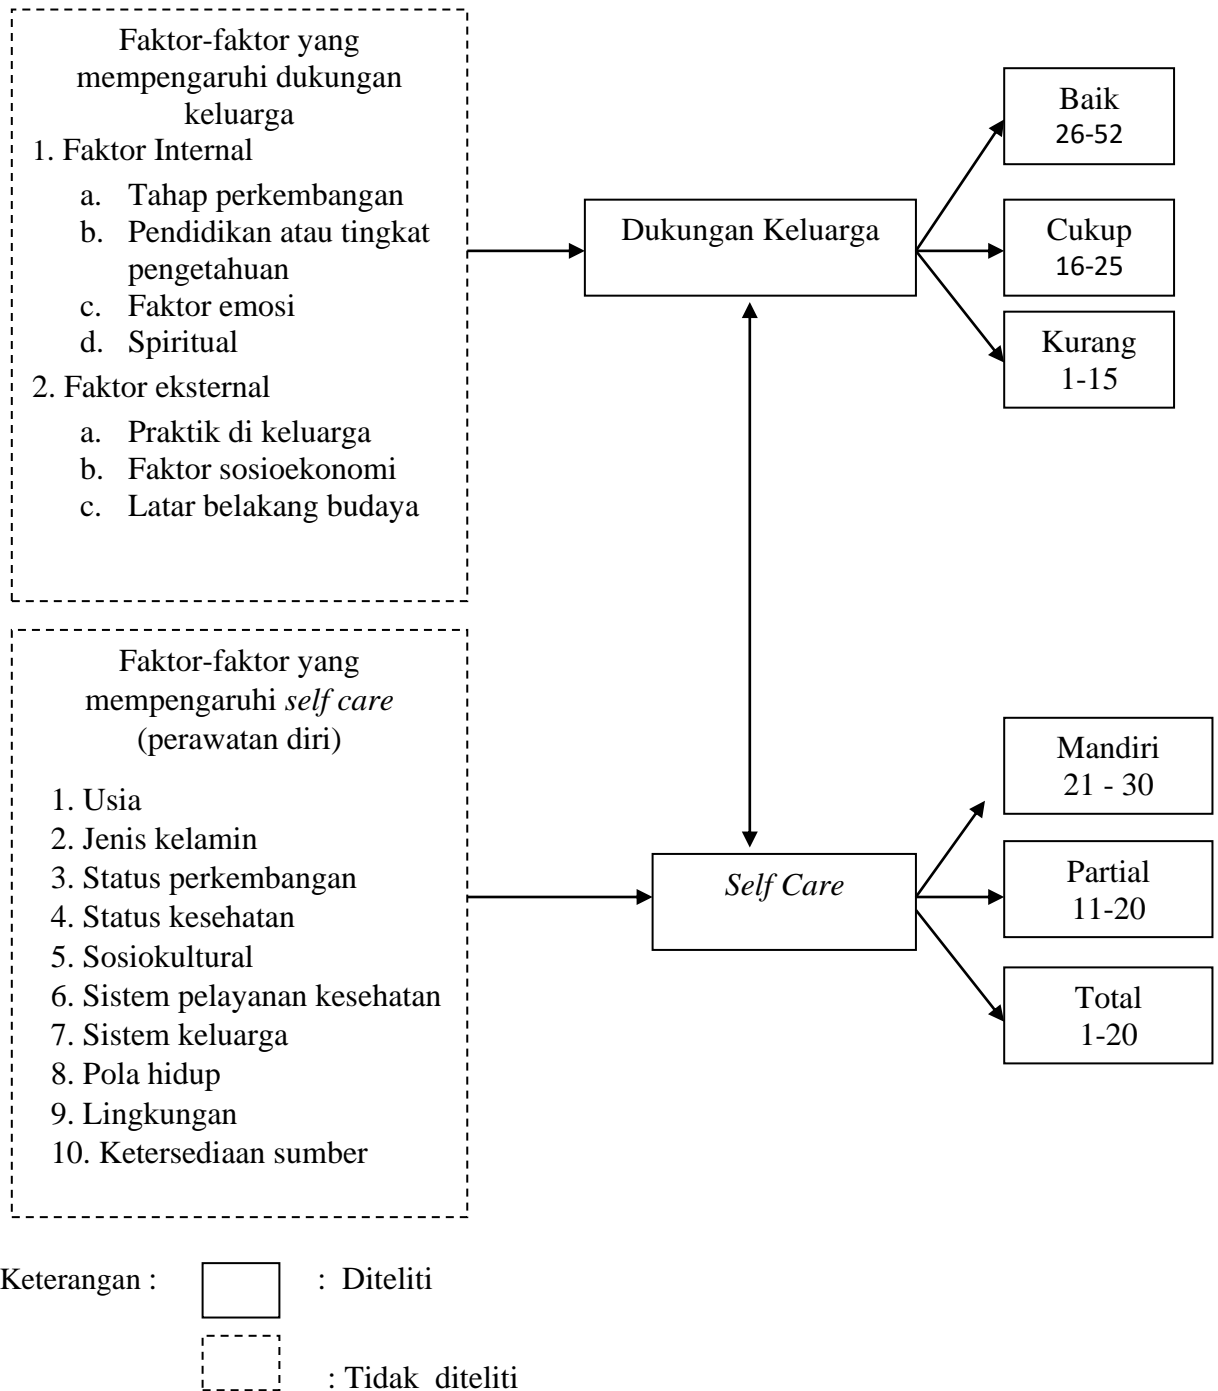 Faktor-faktor yang
mempengaruhi dukungan
keluarga
1. Faktor Internal
a. Tahap perkembangan
b. Pendidikan atau tingkat
pengetahuan
c. Faktor emosi
d. Spiritual
2. Faktor eksternal
a. Praktik di keluarga
b. Faktor sosioekonomi
c. Latar belakang budaya
Dukungan Keluarga
Baik
26-52
Cukup
16-25
Kurang
1-15
Faktor-faktor yang
mempengaruhi self care
(perawatan diri)
1. Usia
2. Jenis kelamin
3. Status perkembangan
4. Status kesehatan
5. Sosiokultural
6. Sistem pelayanan kesehatan
7. Sistem keluarga
8. Pola hidup
9. Lingkungan
10. Ketersediaan sumber
Self Care
Mandiri
21 - 30
Partial
11-20
Total
1-20
Keterangan :
: Diteliti
: Tidak diteliti